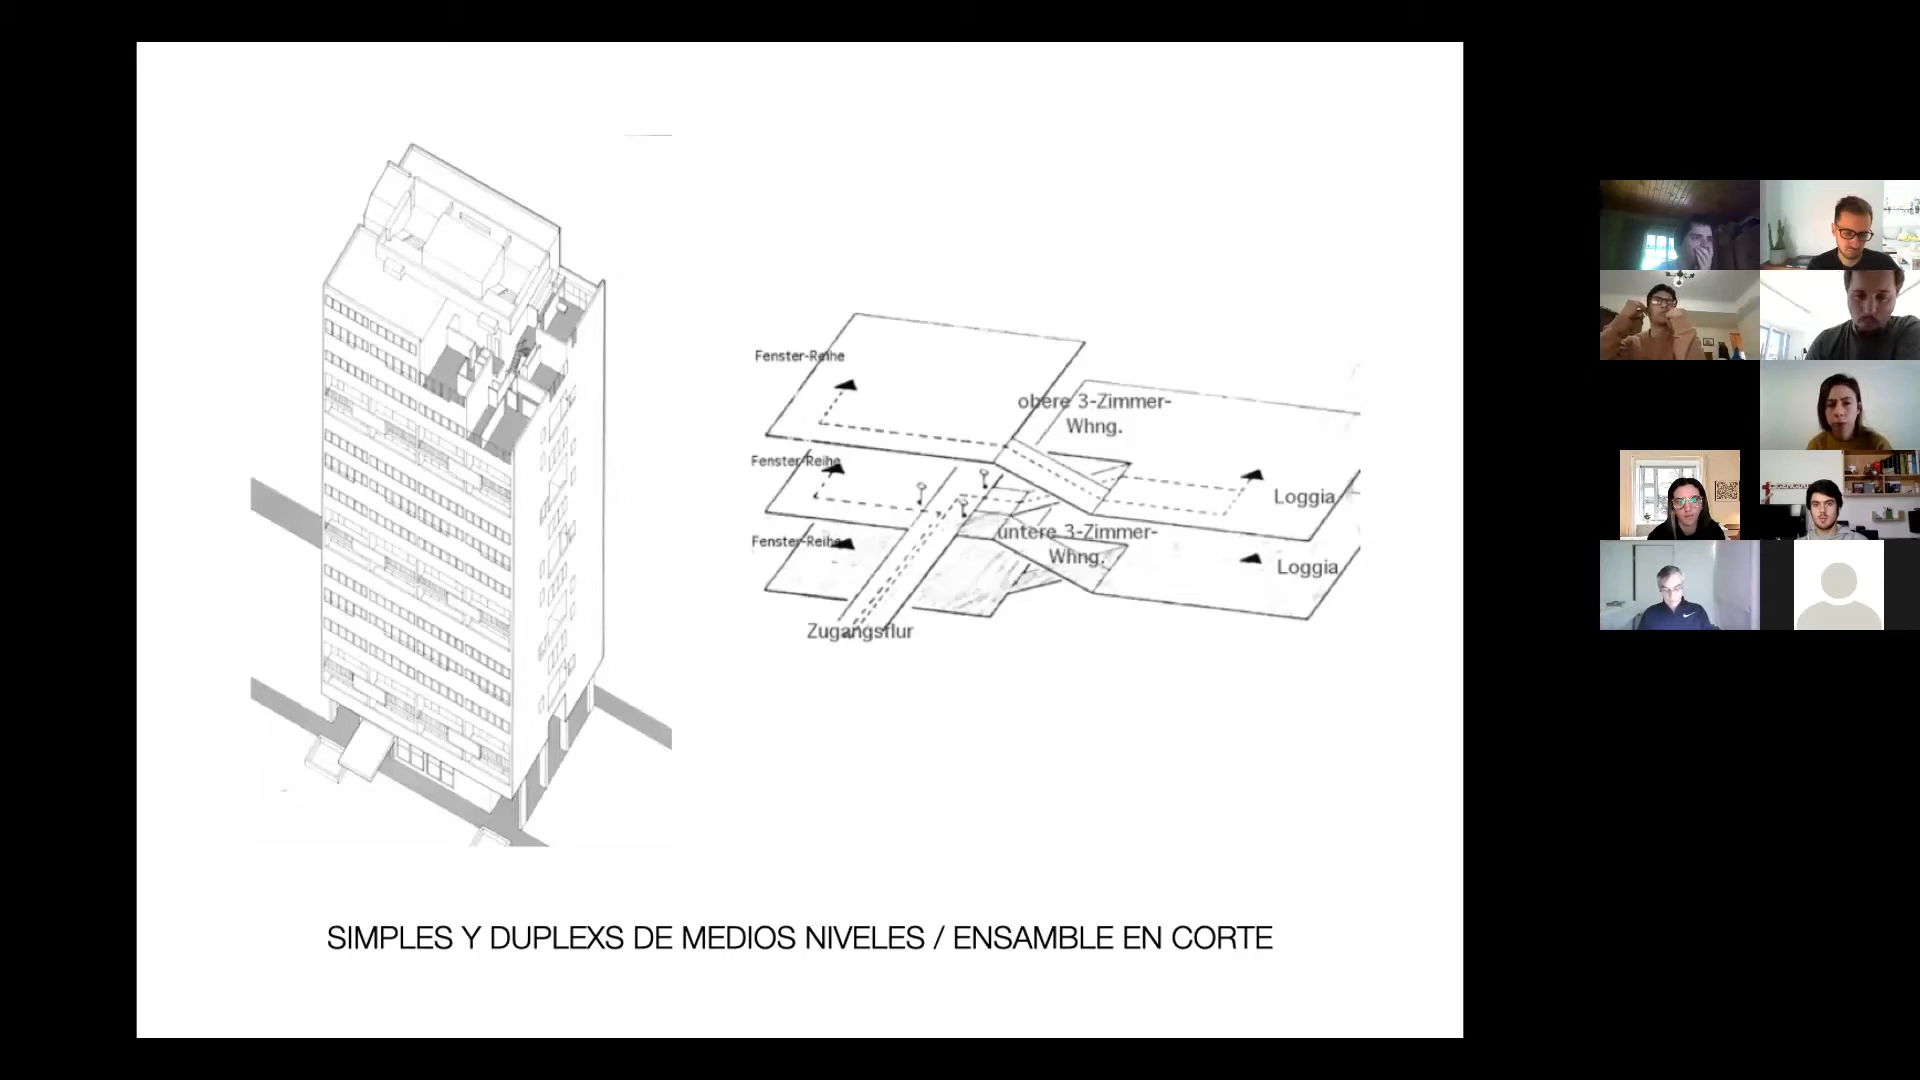 Fenster-Reihe
obere 3-Zimmer-
Whng.
Fenster-Reihe
Loggia
Fenster-Reihe
untere 3-Zimmer-
Whng.
Loggia
Zugangsflur
SIMPLES Y DUPLEXS DE MEDIOS NIVELES / ENSAMBLE EN CORTE